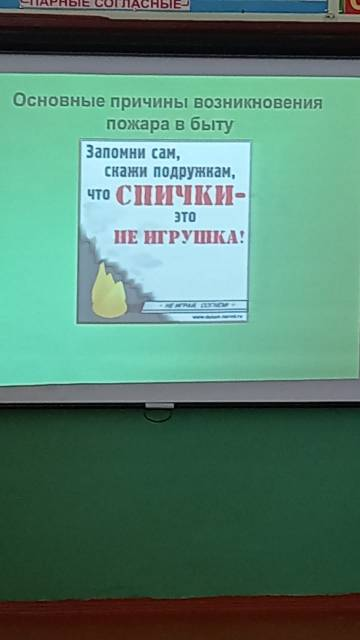 ПАРНЫЕ СОГЛАСНЫЕ
Основные причины возникновения
пожара в быту
Запомни сам,
скажи подружкам,
что СПИЧКИ-
это
НЕ ИГРУШКА!
- НЕ ИГРАЙ С ОГНЕМ! -